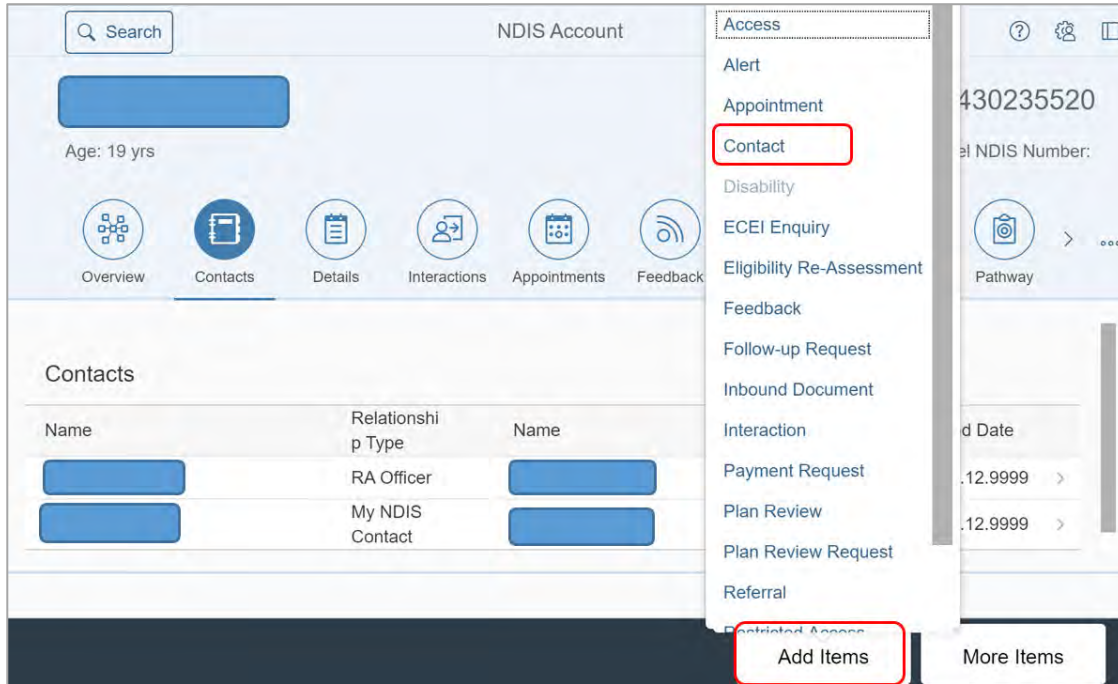 Search
NDIS Account
430235520
Age: 19 yrs
el NDIS Number:
Overview
Contacts
Details
Interactions
Appointments
Feedback
Pathway
Contacts
Name
Relationshi
p Type
Name
d Date
RA Officer
.12.9999
My NDIS
Contact
.12.9999
Access
Alert
Appointment
Contact
Disability
ECEI Enquiry
Eligibility Re-Assessment
Feedback
Follow-up Request
Inbound Document
Interaction
Payment Request
Plan Review
Plan Review Request
Referral
Restricted Access
Add Items
More Items